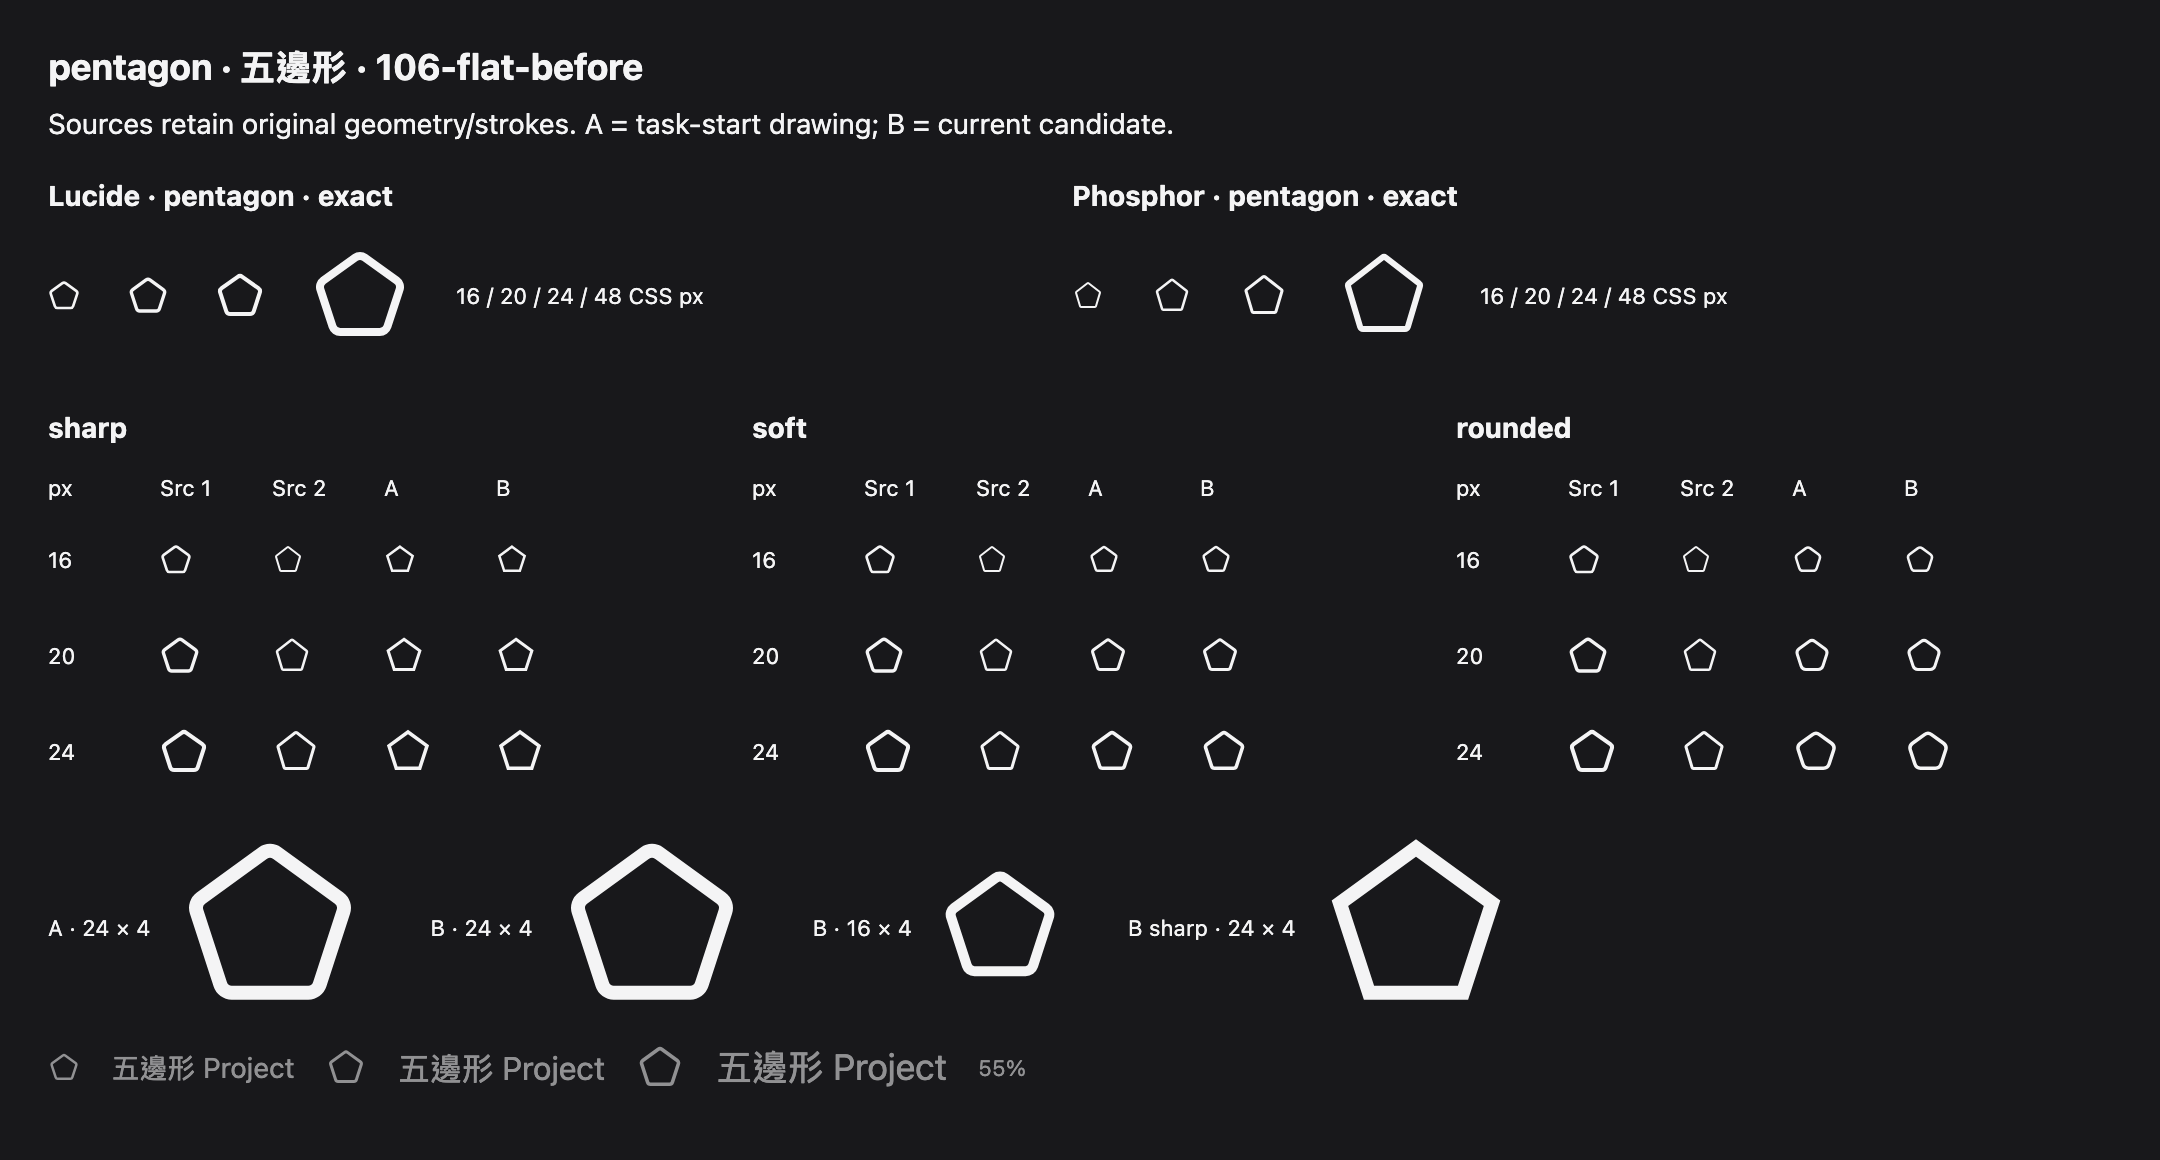 pentagon · 五邊形 · 106-flat-before
Sources retain original geometry/strokes. A = task-start drawing; B = current candidate.
Lucide · pentagon · exact
16 / 20 / 24 / 48 CSS px
Phosphor · pentagon · exact
16 / 20 / 24 / 48 CSS px
sharp
px Src 1 Src 2 A B
16
20
24
soft
px Src 1 Src 2 A B
16
20
24
rounded
px Src 1 Src 2 A B
16
20
24
A · 24 × 4
B · 24 × 4
B · 16 × 4
B sharp · 24 × 4
五邊形 Project 五邊形 Project 五邊形 Project 55%